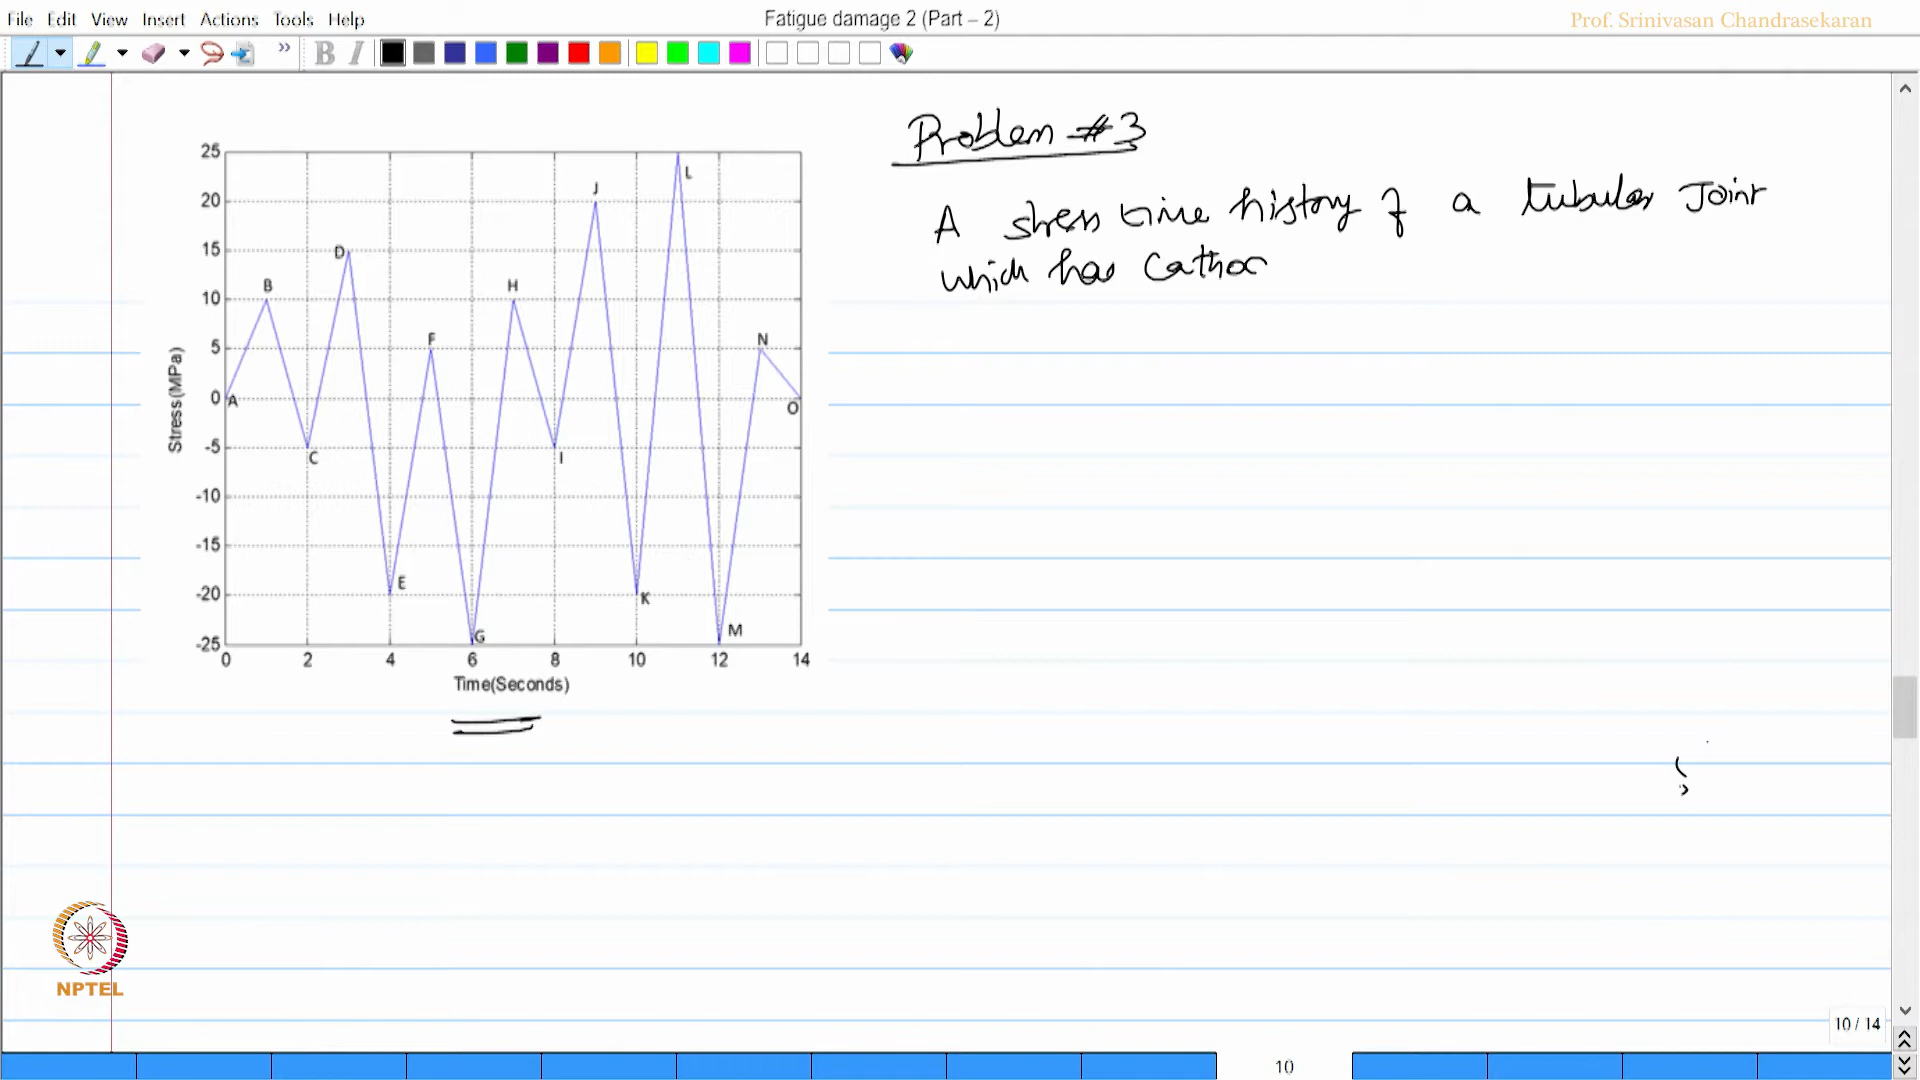 File Edit View Insert Actions Tools Help
Fatigue damage 2 (Part – 2)
Prof. Srinivasan Chandrasekaran
B I
Problem #3
A stress time history of a tubular Joint
which has Cathod
25
20
15
10
5
0
-5
-10
-15
-20
-25
Stress(MPa)
A B C D E F G H I J K L M N O
0 2 4 6 8 10 12 14
Time(Seconds)
NPTEL
10 / 14
10